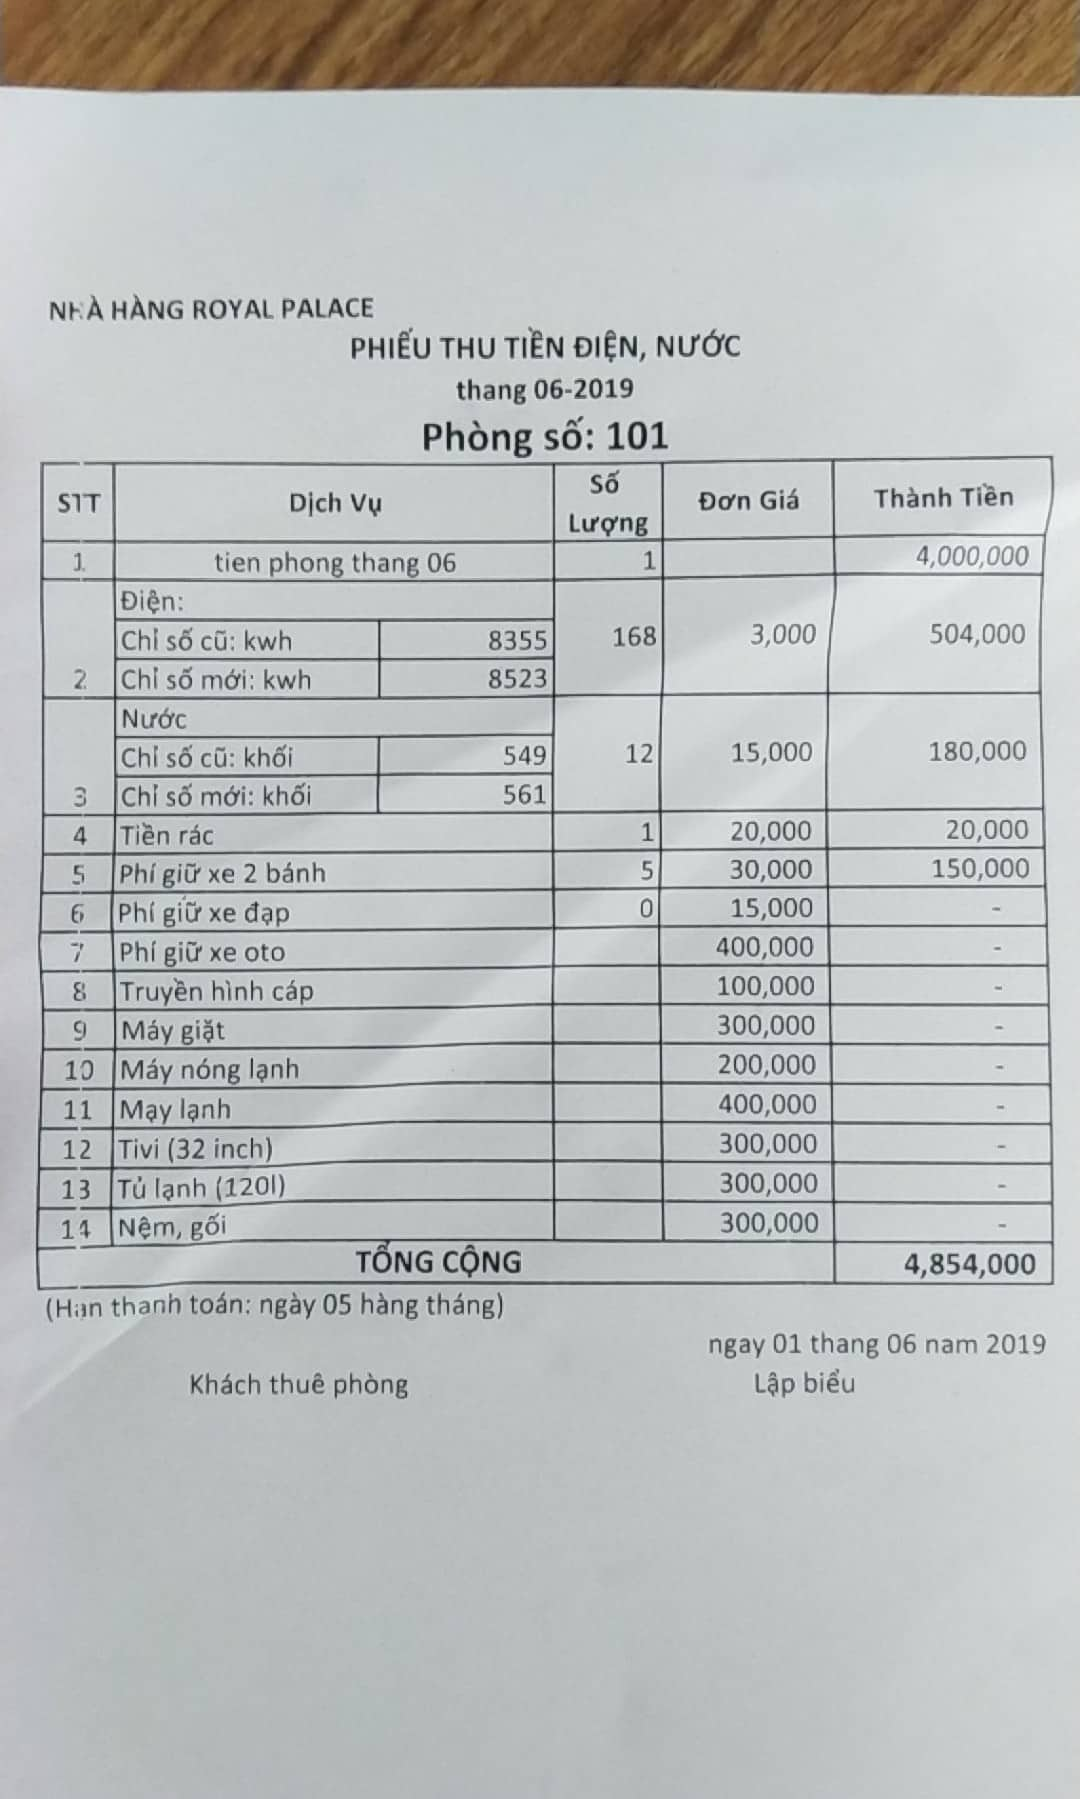 NHÀ HÀNG ROYAL PALACE
PHIẾU THU TIỀN ĐIỆN, NƯỚC
thang 06-2019
Phòng số: 101
STT Dịch Vụ Số Lượng Đơn Giá Thành Tiền
1 tien phong thang 06 1 4,000,000
Điện:
Chỉ số cũ: kwh 8355 168 3,000 504,000
2 Chỉ số mới: kwh 8523
Nước
Chỉ số cũ: khối 549 12 15,000 180,000
3 Chỉ số mới: khối 561
4 Tiền rác 1 20,000 20,000
5 Phí giữ xe 2 bánh 5 30,000 150,000
6 Phí giữ xe đạp 0 15,000 -
7 Phí giữ xe oto 400,000 -
8 Truyền hình cáp 100,000 -
9 Máy giặt 300,000 -
10 Máy nóng lạnh 200,000 -
11 Mạy lạnh 400,000 -
12 Tivi (32 inch) 300,000 -
13 Tủ lạnh (120l) 300,000 -
14 Nệm, gối 300,000 -
TỔNG CỘNG 4,854,000
(Hạn thanh toán: ngày 05 hàng tháng)
ngay 01 thang 06 nam 2019
Khách thuê phòng Lập biểu